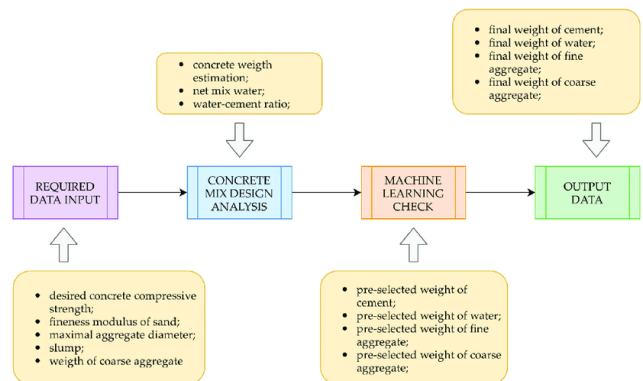 • concrete weigth
estimation;
• net mix water;
• water-cement ratio;
• final weight of cement;
• final weight of water;
• final weight of fine
aggregate;
• final weight of coarse
aggregate;
REQUIRED
DATA INPUT
CONCRETE
MIX DESIGN
ANALYSIS
MACHINE
LEARNING
CHECK
OUTPUT
DATA
• desired concrete compressive
strength;
• fineness modulus of sand;
• maximal aggregate diameter;
• slump;
• weigth of coarse aggregate
• pre-selected weight of
cement;
• pre-selected weight of water;
• pre-selected weight of fine
aggregate;
• pre-selected weight of coarse
aggregate;